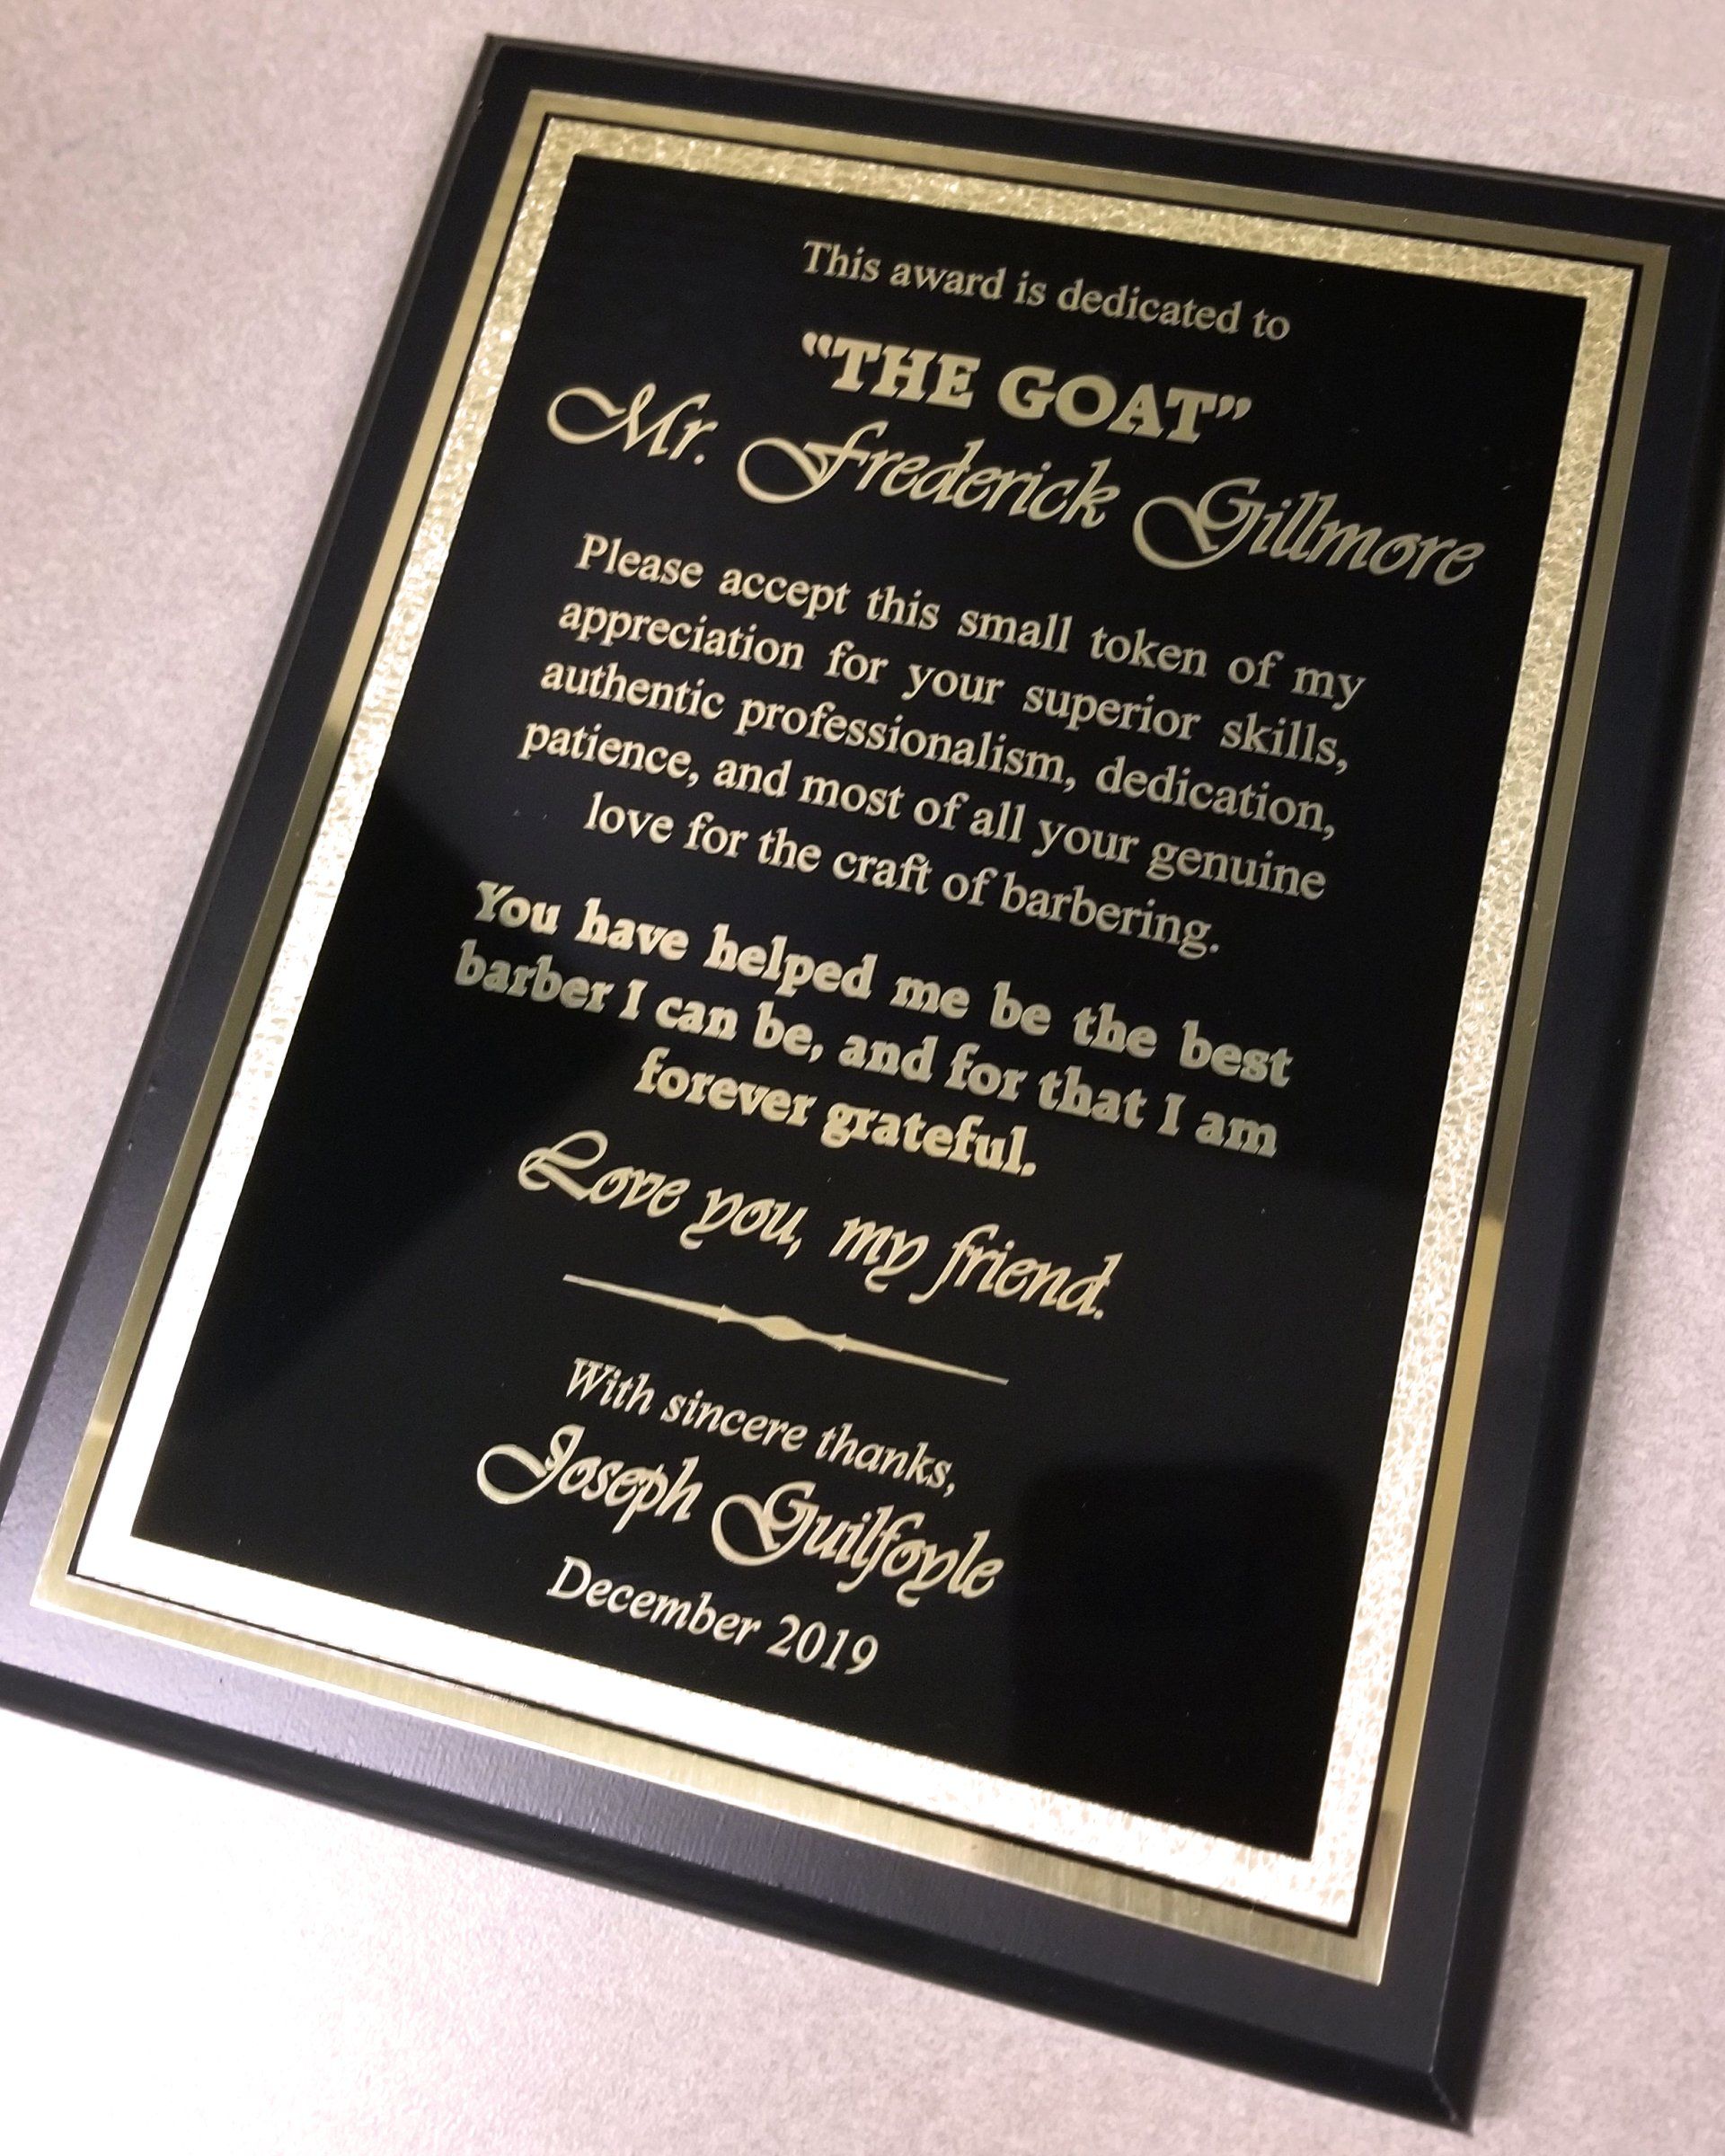 This award is dedicated to
“THE GOAT”
Mr. Frederick Gillmore
Please accept this small token of my
appreciation for your superior skills,
authentic professionalism, dedication,
patience, and most of all your genuine
love for the craft of barbering.
You have helped me be the best
barber I can be, and for that I am
forever grateful.
Love you, my friend.
With sincere thanks,
Joseph Guilfoyle
December 2019